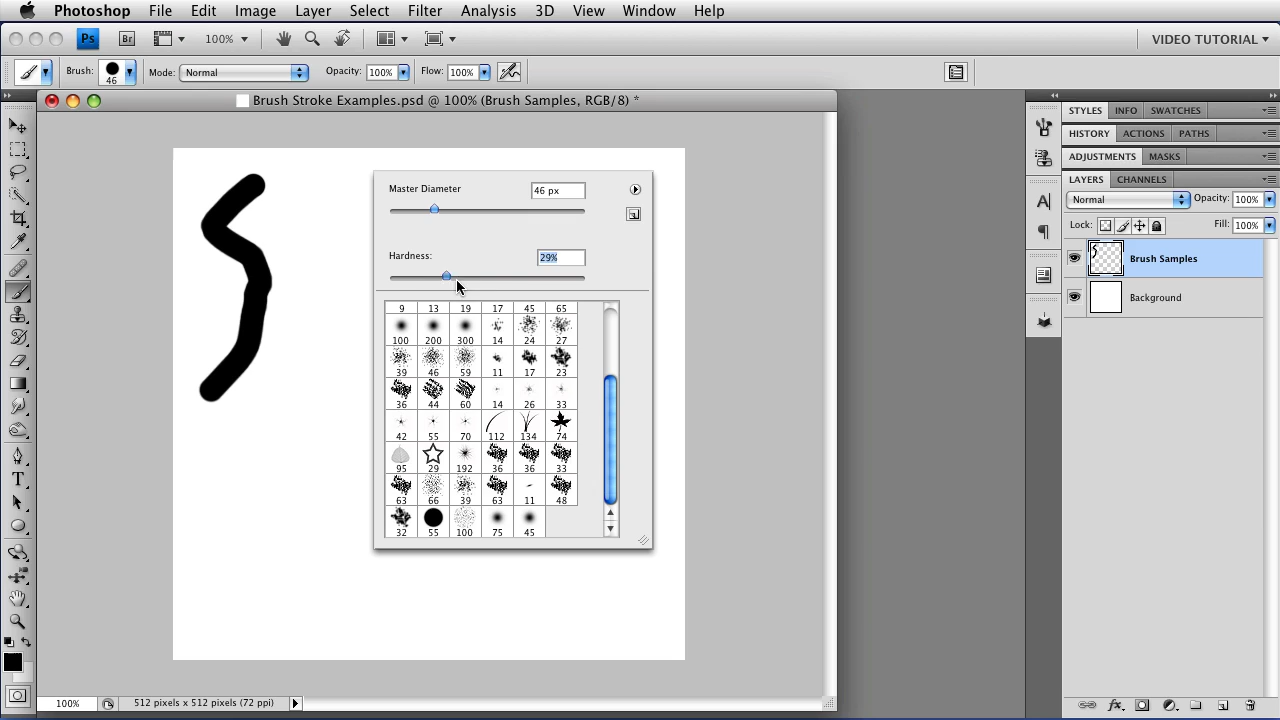 Photoshop File Edit Image Layer Select Filter Analysis 3D View Window Help
Ps Br 100% VIDEO TUTORIAL
Brush: 46 Mode: Normal Opacity: 100% Flow: 100%
Brush Stroke Examples.psd @ 100% (Brush Samples, RGB/8) *
STYLES INFO SWATCHES
HISTORY ACTIONS PATHS
ADJUSTMENTS MASKS
LAYERS CHANNELS
Normal Opacity: 100%
Lock: Fill: 100%
Brush Samples
Background
Master Diameter 46 px
Hardness: 29%
9 13 19 17 45 65
100 200 300 14 24 27
39 46 59 11 17 23
36 44 60 14 26 33
42 55 70 112 134 74
95 29 192 36 36 33
63 66 39 63 11 48
32 55 100 75 45
100% 512 pixels x 512 pixels (72 ppi)